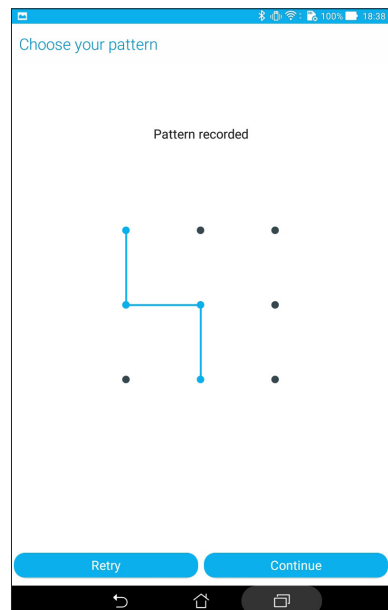 100% 18:38
Choose your pattern
Pattern recorded
Retry
Continue